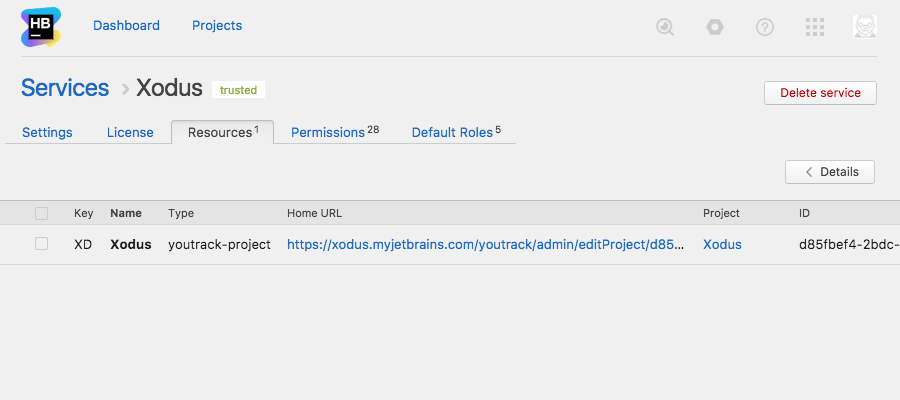 HB
Dashboard Projects
Services > Xodus trusted
Delete service
Settings License Resources 1 Permissions 28 Default Roles 5
Details
Key Name Type Home URL Project ID
XD Xodus youtrack-project https://xodus.myjetbrains.com/youtrack/admin/editProject/d85... Xodus d85fbef4-2bdc-